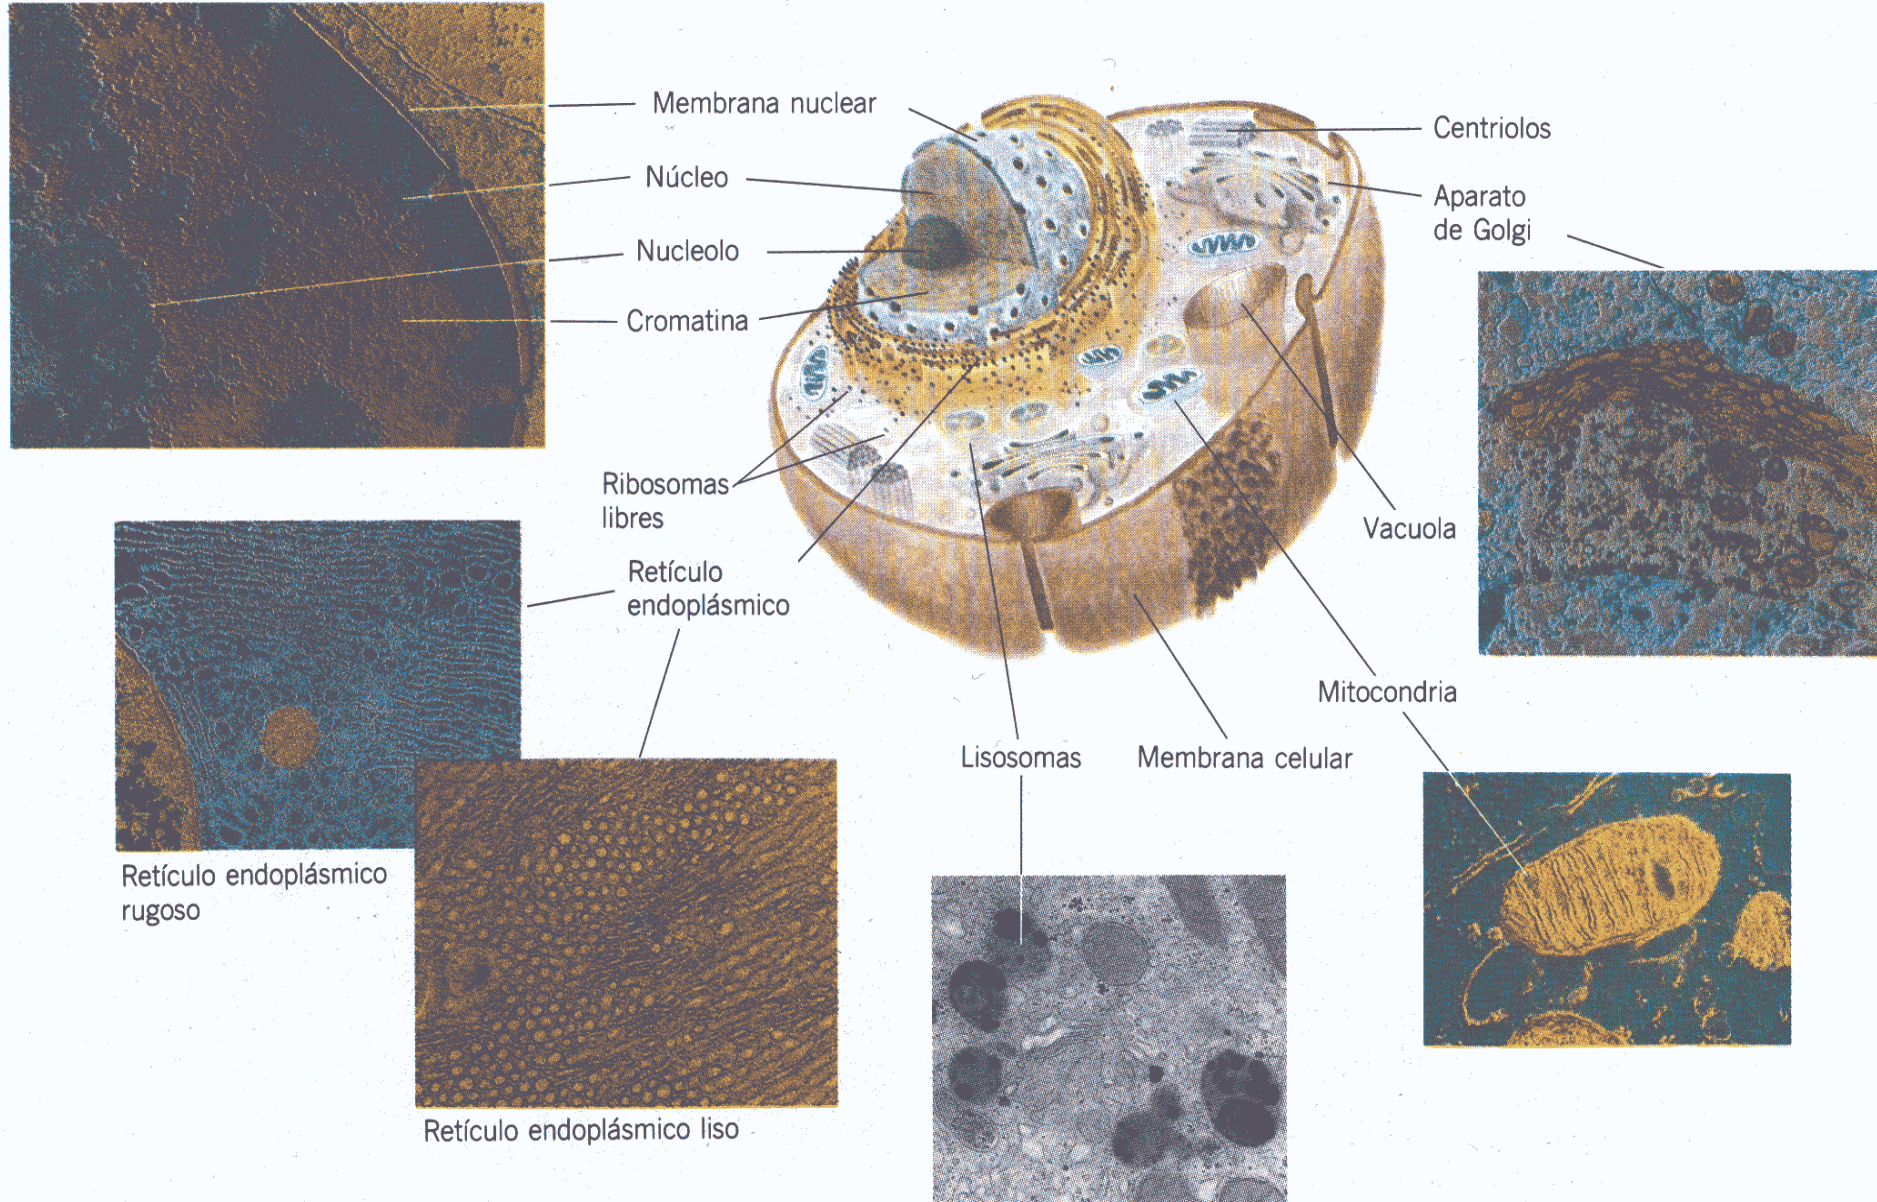 Membrana nuclear
Núcleo
Nucleolo
Cromatina
Ribosomas
libres
Retículo
endoplásmico
Retículo endoplásmico
rugoso
Retículo endoplásmico liso
Centriolos
Aparato
de Golgi
Vacuola
Mitocondria
Membrana celular
Lisosomas